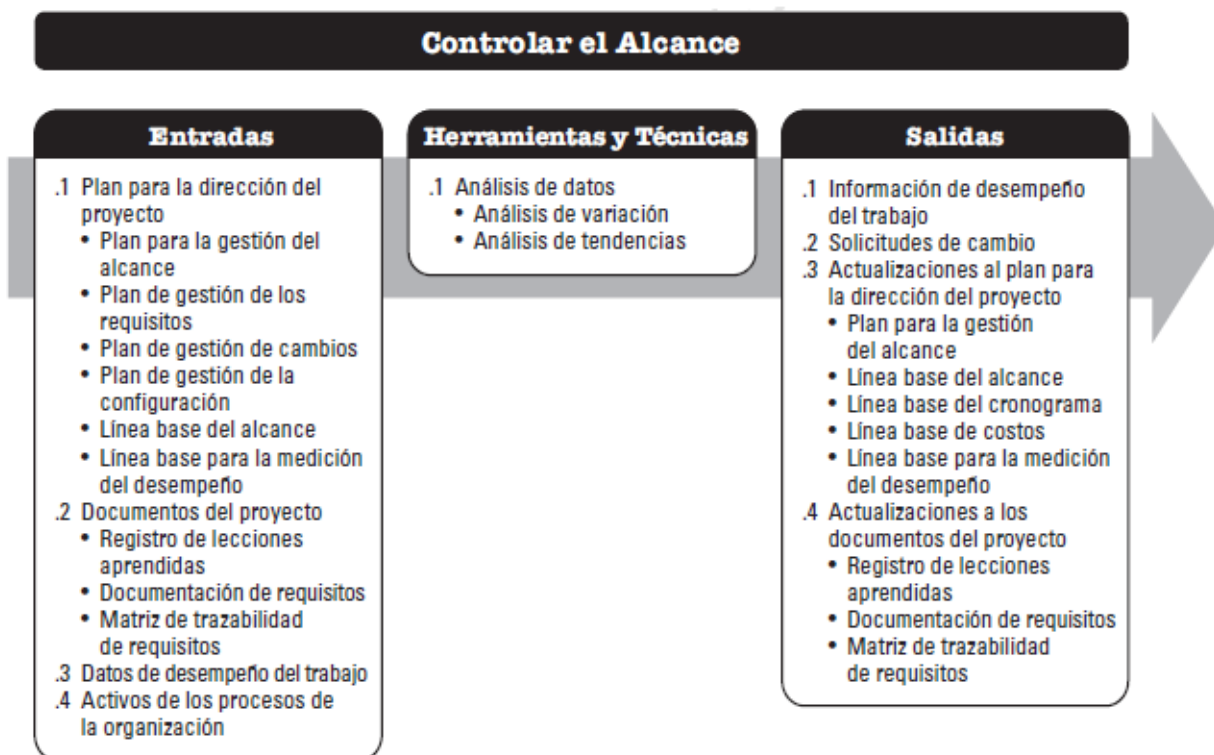 Controlar el Alcance
Entradas
.1 Plan para la dirección del
proyecto
• Plan para la gestión del
alcance
• Plan de gestión de los
requisitos
• Plan de gestión de cambios
• Plan de gestión de la
configuración
• Línea base del alcance
• Línea base para la medición
del desempeño
.2 Documentos del proyecto
• Registro de lecciones
aprendidas
• Documentación de requisitos
• Matriz de trazabilidad
de requisitos
.3 Datos de desempeño del trabajo
.4 Activos de los procesos de
la organización
Herramientas y Técnicas
.1 Análisis de datos
• Análisis de variación
• Análisis de tendencias
Salidas
.1 Información de desempeño
del trabajo
.2 Solicitudes de cambio
.3 Actualizaciones al plan para
la dirección del proyecto
• Plan para la gestión
del alcance
• Línea base del alcance
• Línea base del cronograma
• Línea base de costos
• Línea base para la medición
del desempeño
.4 Actualizaciones a los
documentos del proyecto
• Registro de lecciones
aprendidas
• Documentación de requisitos
• Matriz de trazabilidad
de requisitos